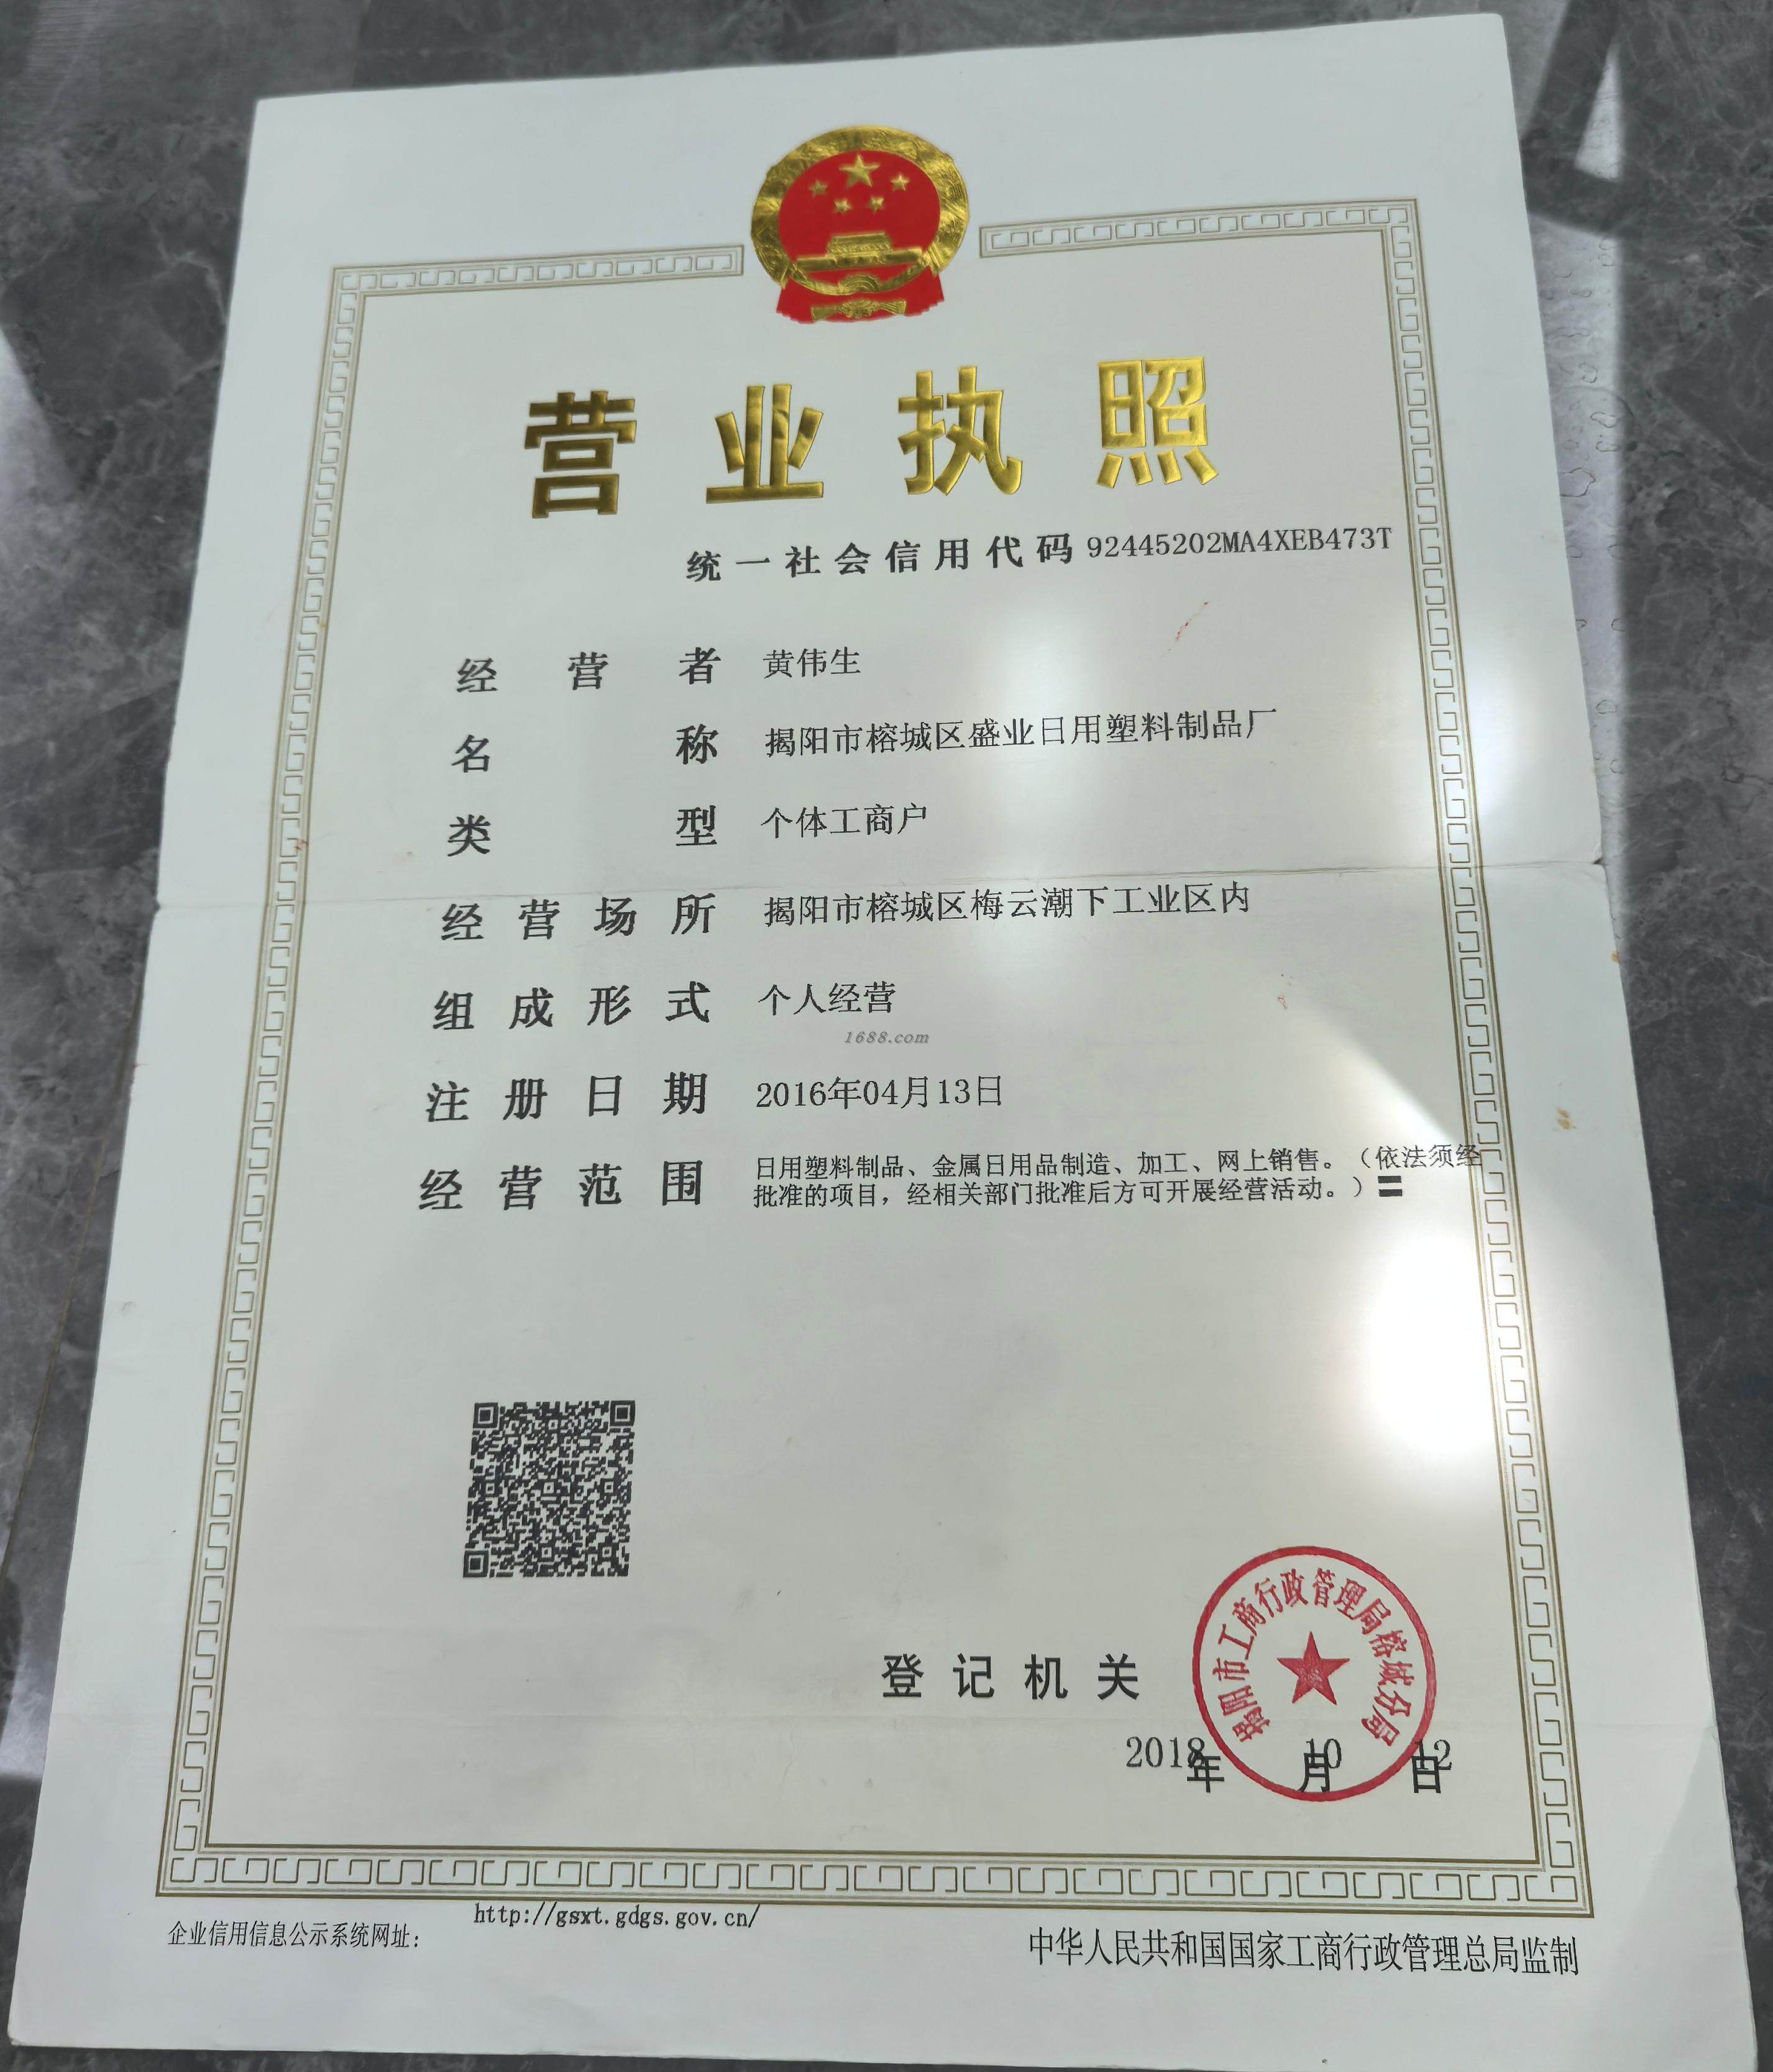 营业执照
统一社会信用代码 92445202MA4XEB473T
经营者 黄伟生
名称 揭阳市榕城区盛业日用塑料制品厂
类型 个体工商户
经营场所 揭阳市榕城区梅云潮下工业区内
组成形式 个人经营
1688.com
注册日期 2016年04月13日
经营范围 日用塑料制品、金属日用品制造、加工、网上销售。（依法须经
批准的项目，经相关部门批准后方可开展经营活动。）〓
揭阳市工商行政管理局榕城分局
登记机关
2018年10月12日
企业信用信息公示系统网址： http://gsxt.gdgs.gov.cn/
中华人民共和国国家工商行政管理总局监制